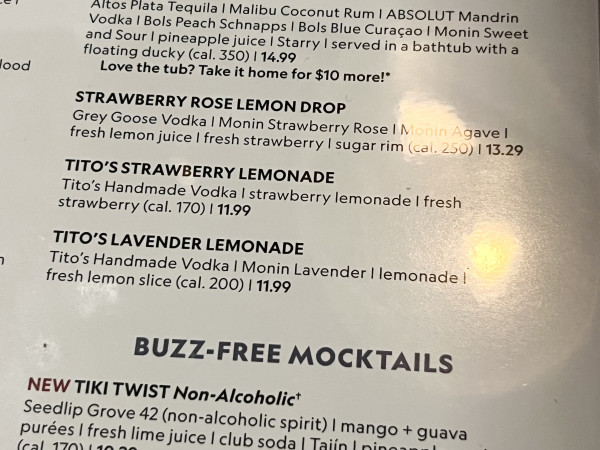 Altos Plata Tequila | Malibu Coconut Rum | ABSOLUT Mandrin
Vodka | Bols Peach Schnapps | Bols Blue Curaçao | Monin Sweet
and Sour | pineapple juice | Starry | served in a bathtub with a
floating ducky (cal. 350) | 14.99
Love the tub? Take it home for $10 more!*
STRAWBERRY ROSE LEMON DROP
Grey Goose Vodka | Monin Strawberry Rose | Monin Agave |
fresh lemon juice | fresh strawberry | sugar rim (cal. 250) | 13.29
TITO'S STRAWBERRY LEMONADE
Tito's Handmade Vodka | strawberry lemonade | fresh
strawberry (cal. 170) | 11.99
TITO'S LAVENDER LEMONADE
Tito's Handmade Vodka | Monin Lavender | lemonade |
fresh lemon slice (cal. 200) | 11.99
BUZZ-FREE MOCKTAILS
NEW TIKI TWIST Non-Alcoholic†
Seedlip Grove 42 (non-alcoholic spirit) | mango + guava
purées | fresh lime juice | club soda | Tajín |
(cal. 170) |